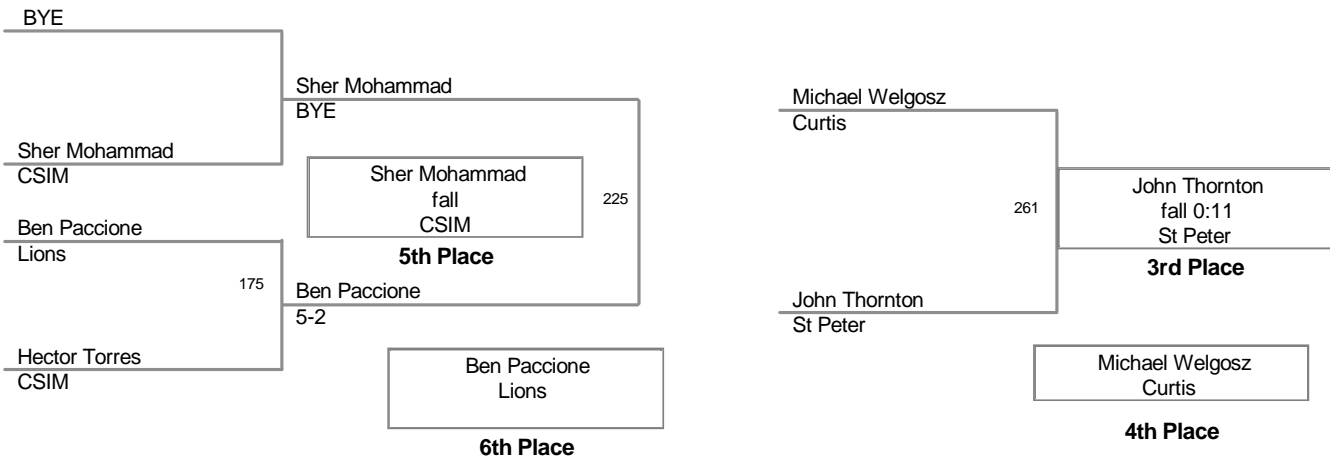 BYE
Sher Mohammad
BYE
Sher Mohammad
CSIM
Sher Mohammad
fall
CSIM
5th Place
225
Ben Paccione
Lions
175
Ben Paccione
5-2
Hector Torres
CSIM
Ben Paccione
Lions
6th Place
Michael Welgosz
Curtis
261
John Thornton
fall 0:11
St Peter
3rd Place
John Thornton
St Peter
Michael Welgosz
Curtis
4th Place